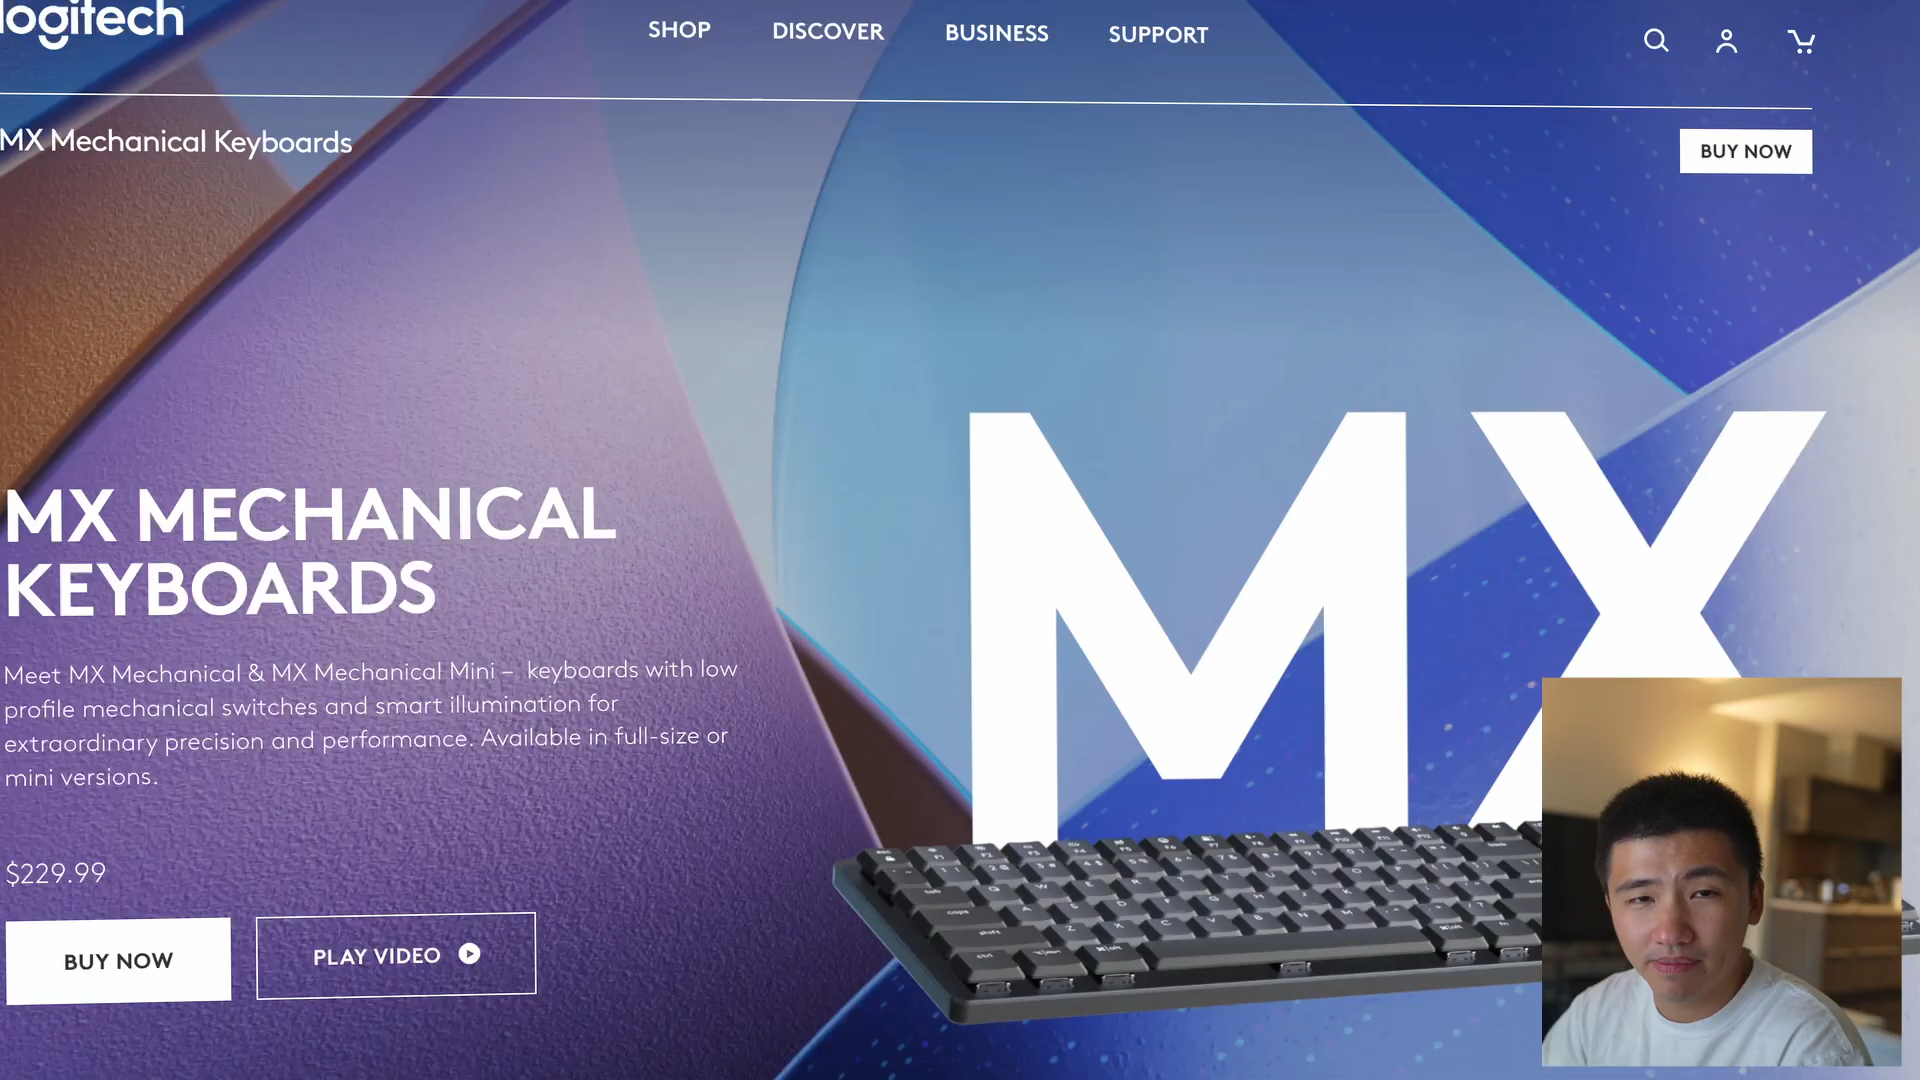 logitech
SHOP
DISCOVER
BUSINESS
SUPPORT
MX Mechanical Keyboards
BUY NOW
MX
MX MECHANICAL
KEYBOARDS
Meet MX Mechanical & MX Mechanical Mini – keyboards with low
profile mechanical switches and smart illumination for
extraordinary precision and performance. Available in full-size or
mini versions.
$229.99
BUY NOW
PLAY VIDEO